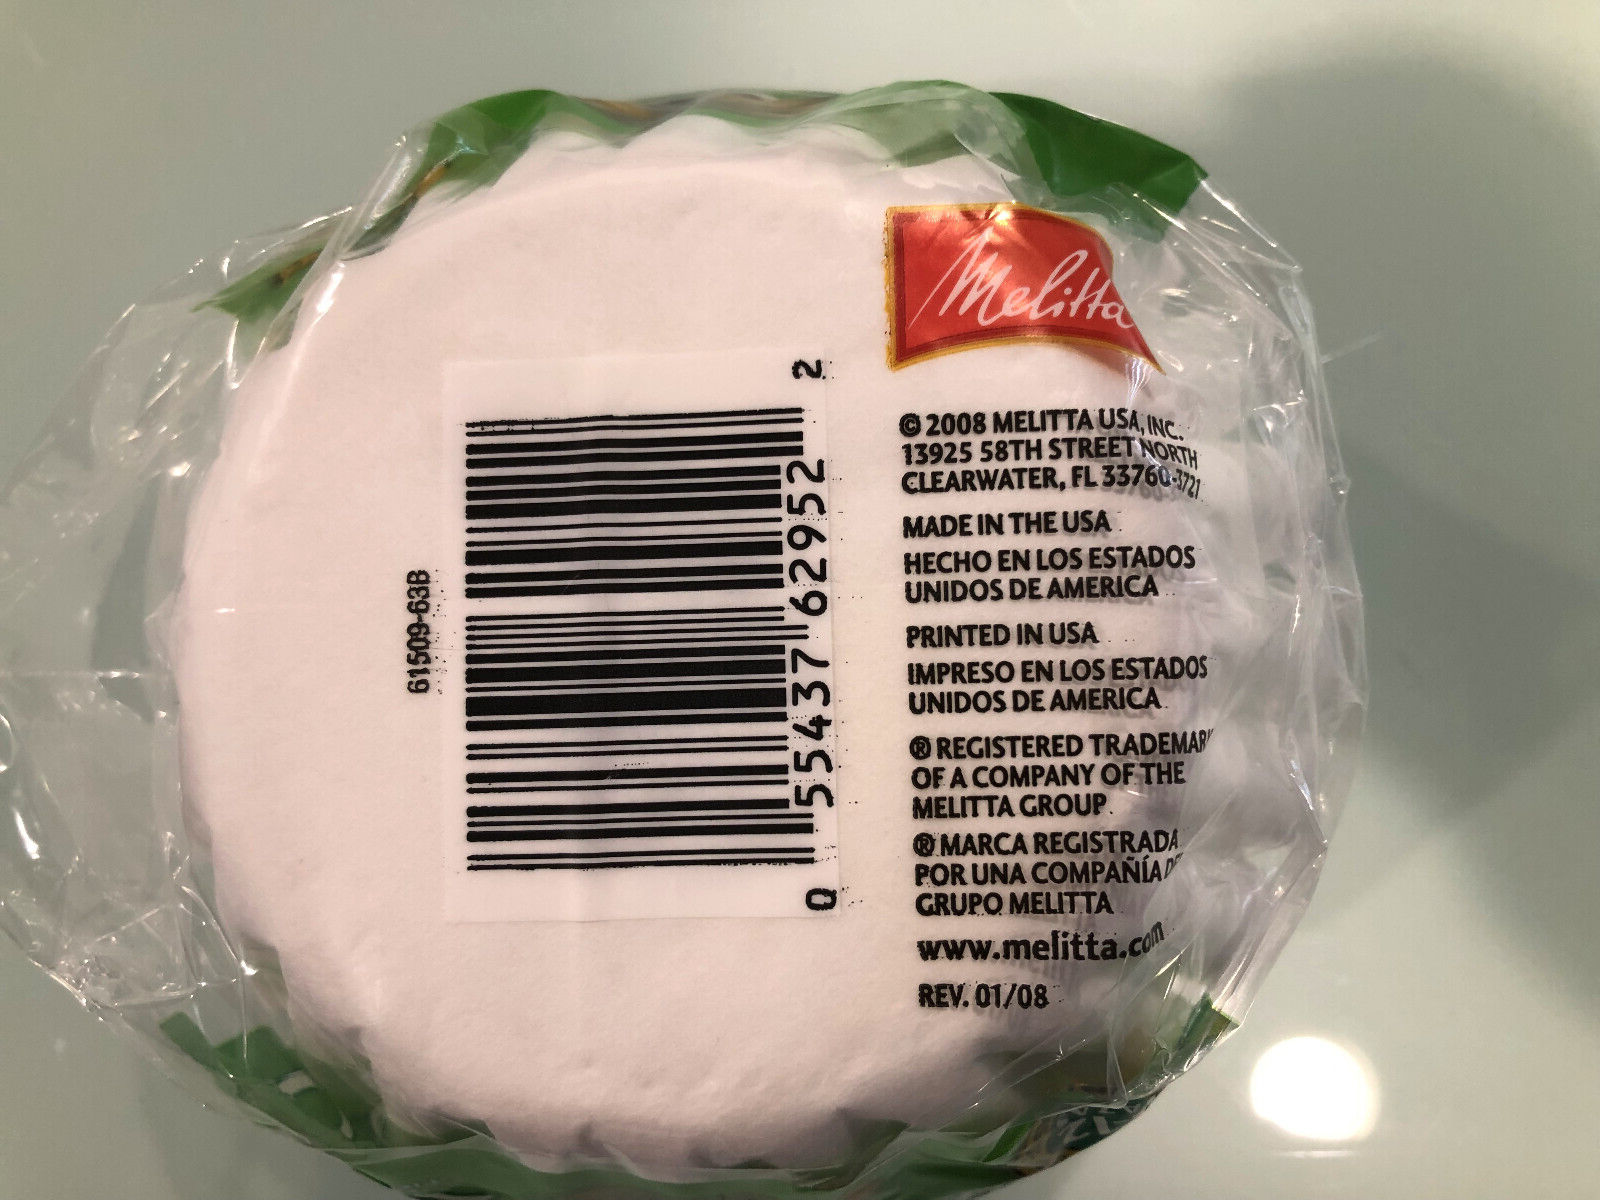 Melitta
© 2008 MELITTA USA, INC.
13925 58TH STREET NORTH
CLEARWATER, FL 33760-3721
MADE IN THE USA
HECHO EN LOS ESTADOS
UNIDOS DE AMERICA
PRINTED IN USA
IMPRESO EN LOS ESTADOS
UNIDOS DE AMERICA
® REGISTERED TRADEMARK
OF A COMPANY OF THE
MELITTA GROUP.
® MARCA REGISTRADA
POR UNA COMPAÑÍA DE
GRUPO MELITTA
www.melitta.com
REV. 01/08
0 55437 62952 2
61509-63B